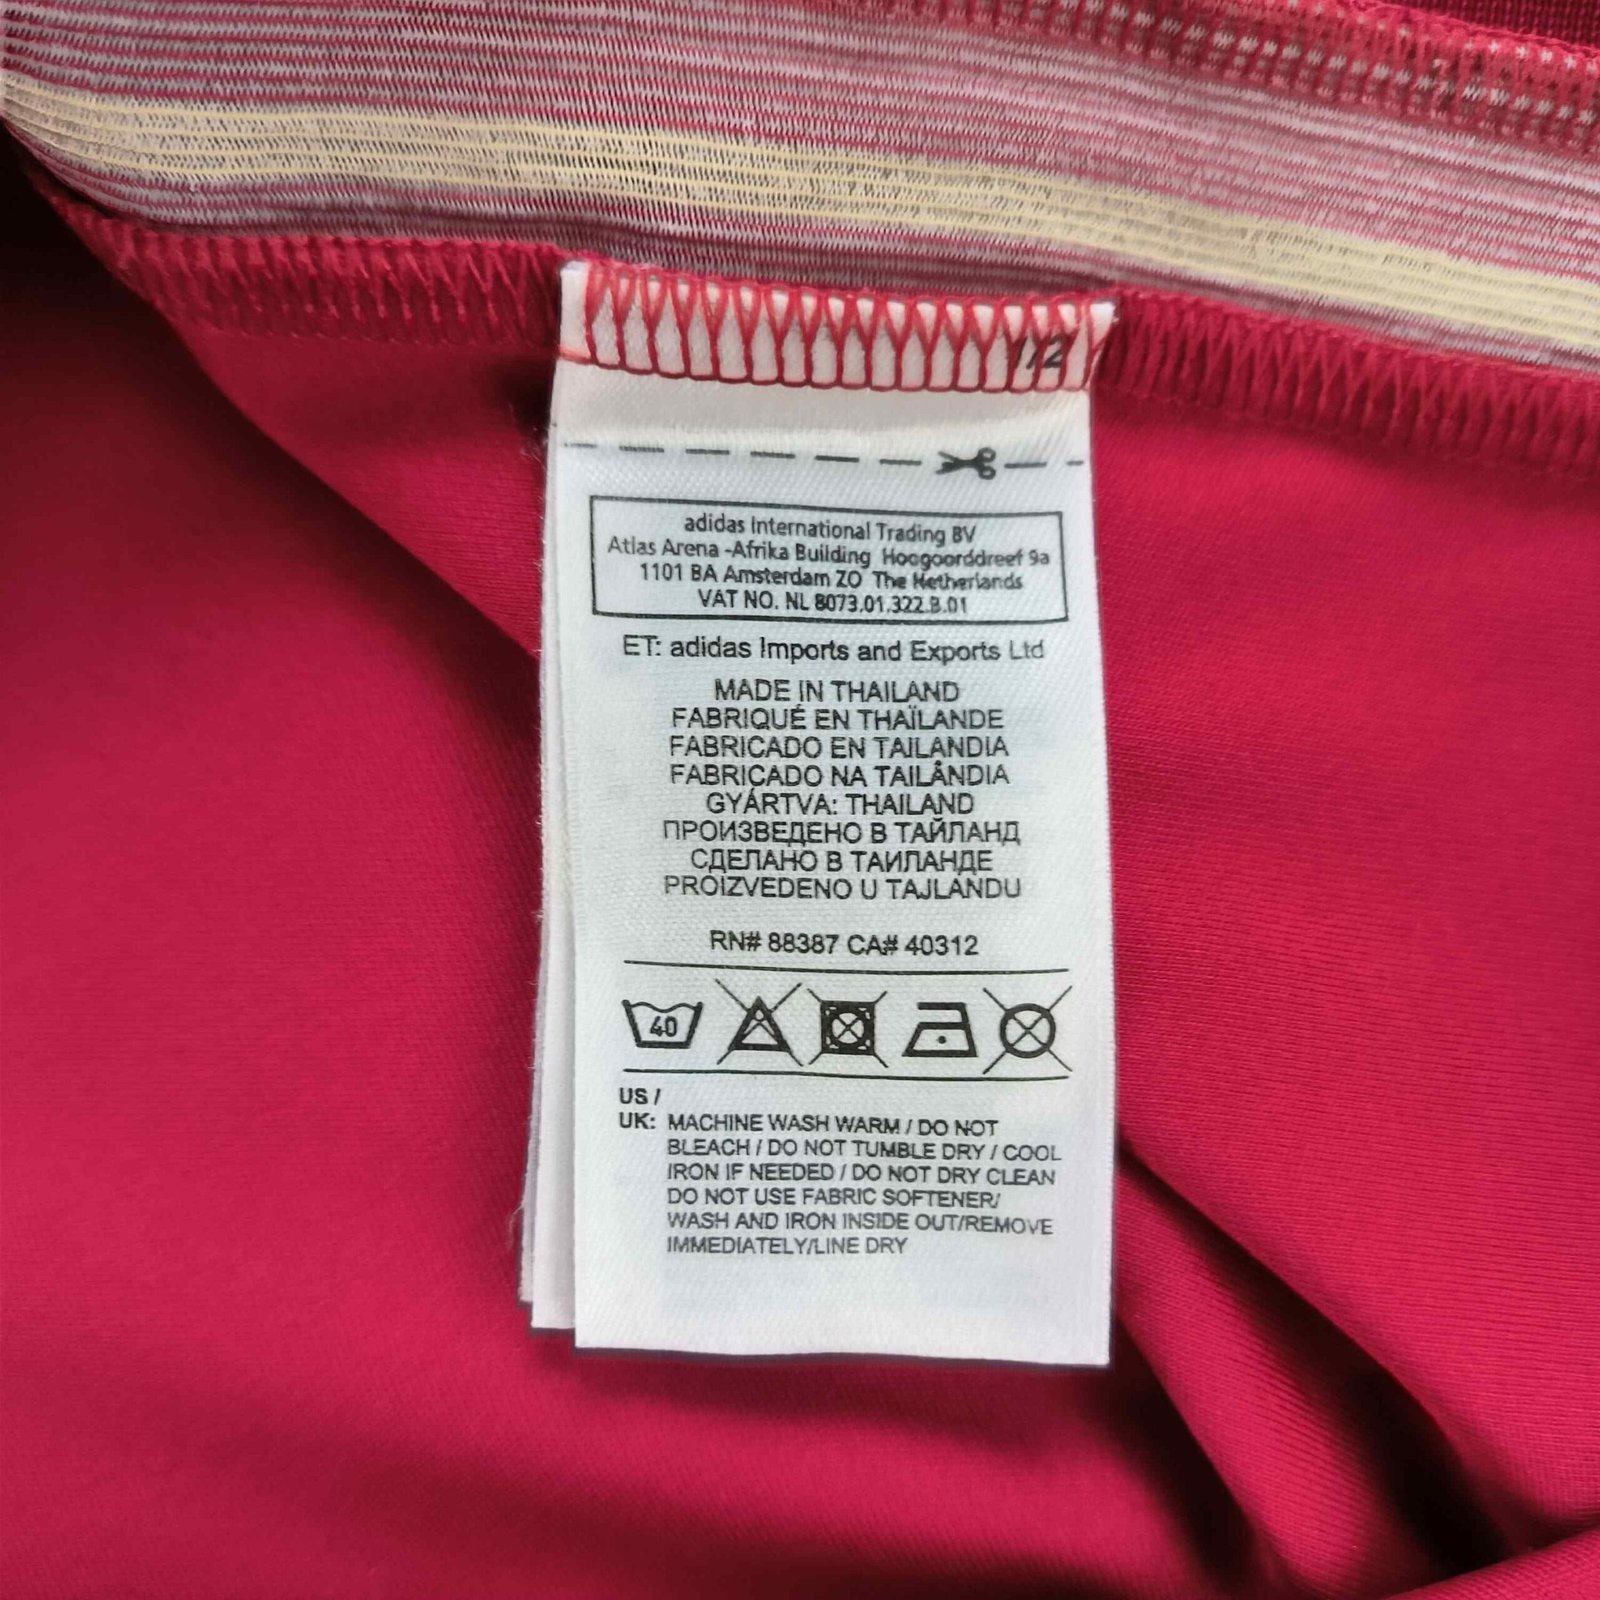 1/2
adidas International Trading BV
Atlas Arena -Afrika Building Hoogoorddreef 9a
1101 BA Amsterdam ZO The Netherlands
VAT NO. NL 8073.01.322.B.01
ET: adidas Imports and Exports Ltd
MADE IN THAILAND
FABRIQUÉ EN THAÏLANDE
FABRICADO EN TAILANDIA
FABRICADO NA TAILÂNDIA
GYÁRTVA: THAILAND
ПРОИЗВЕДЕНО В ТАЙЛАНД
СДЕЛАНО В ТАИЛАНДЕ
PROIZVEDENO U TAJLANDU
RN# 88387 CA# 40312
40
US /
UK: MACHINE WASH WARM / DO NOT
BLEACH / DO NOT TUMBLE DRY / COOL
IRON IF NEEDED / DO NOT DRY CLEAN
DO NOT USE FABRIC SOFTENER/
WASH AND IRON INSIDE OUT/REMOVE
IMMEDIATELY/LINE DRY